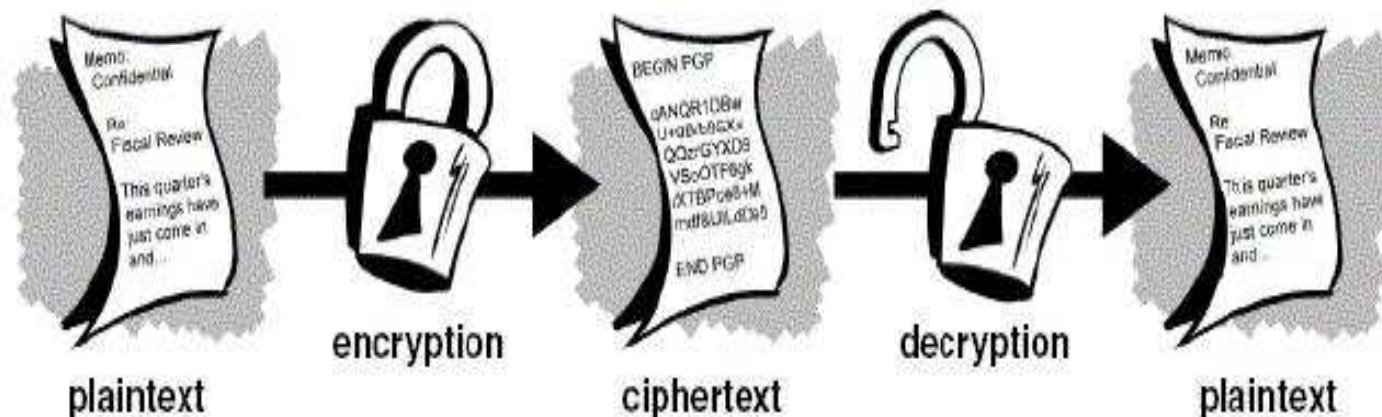 Memo:
Confidential
Re:
Fiscal Review
This quarter's
earnings have
just come in
and...
encryption
plaintext
BEGIN PGP
END PGP
ciphertext
decryption
Memo:
Confidential
Re:
Fiscal Review
This quarter's
earnings have
just come in
and...
plaintext